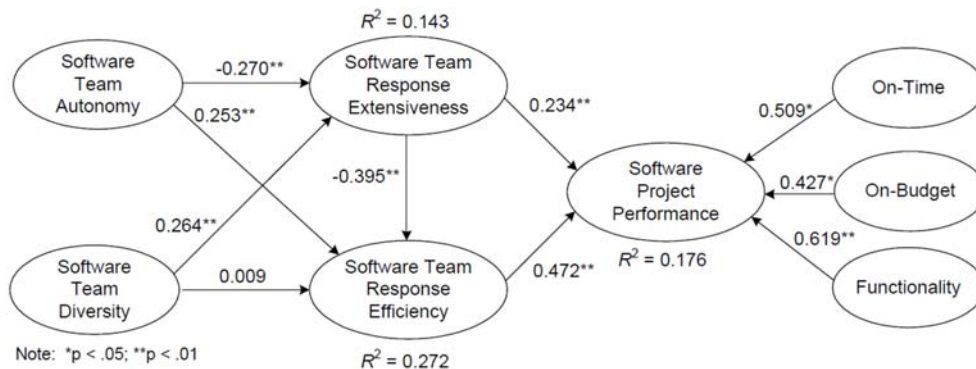 R² = 0.143
Software
Team
Autonomy
-0.270**
Software Team
Response
Extensiveness
0.253**
0.234**
On-Time
0.509*
-0.395**
Software
Project
Performance
0.427*
On-Budget
0.264**
0.619**
R² = 0.176
Software
Team
Diversity
0.009
Software Team
Response
Efficiency
0.472**
Functionality
Note: *p < .05; **p < .01
R² = 0.272